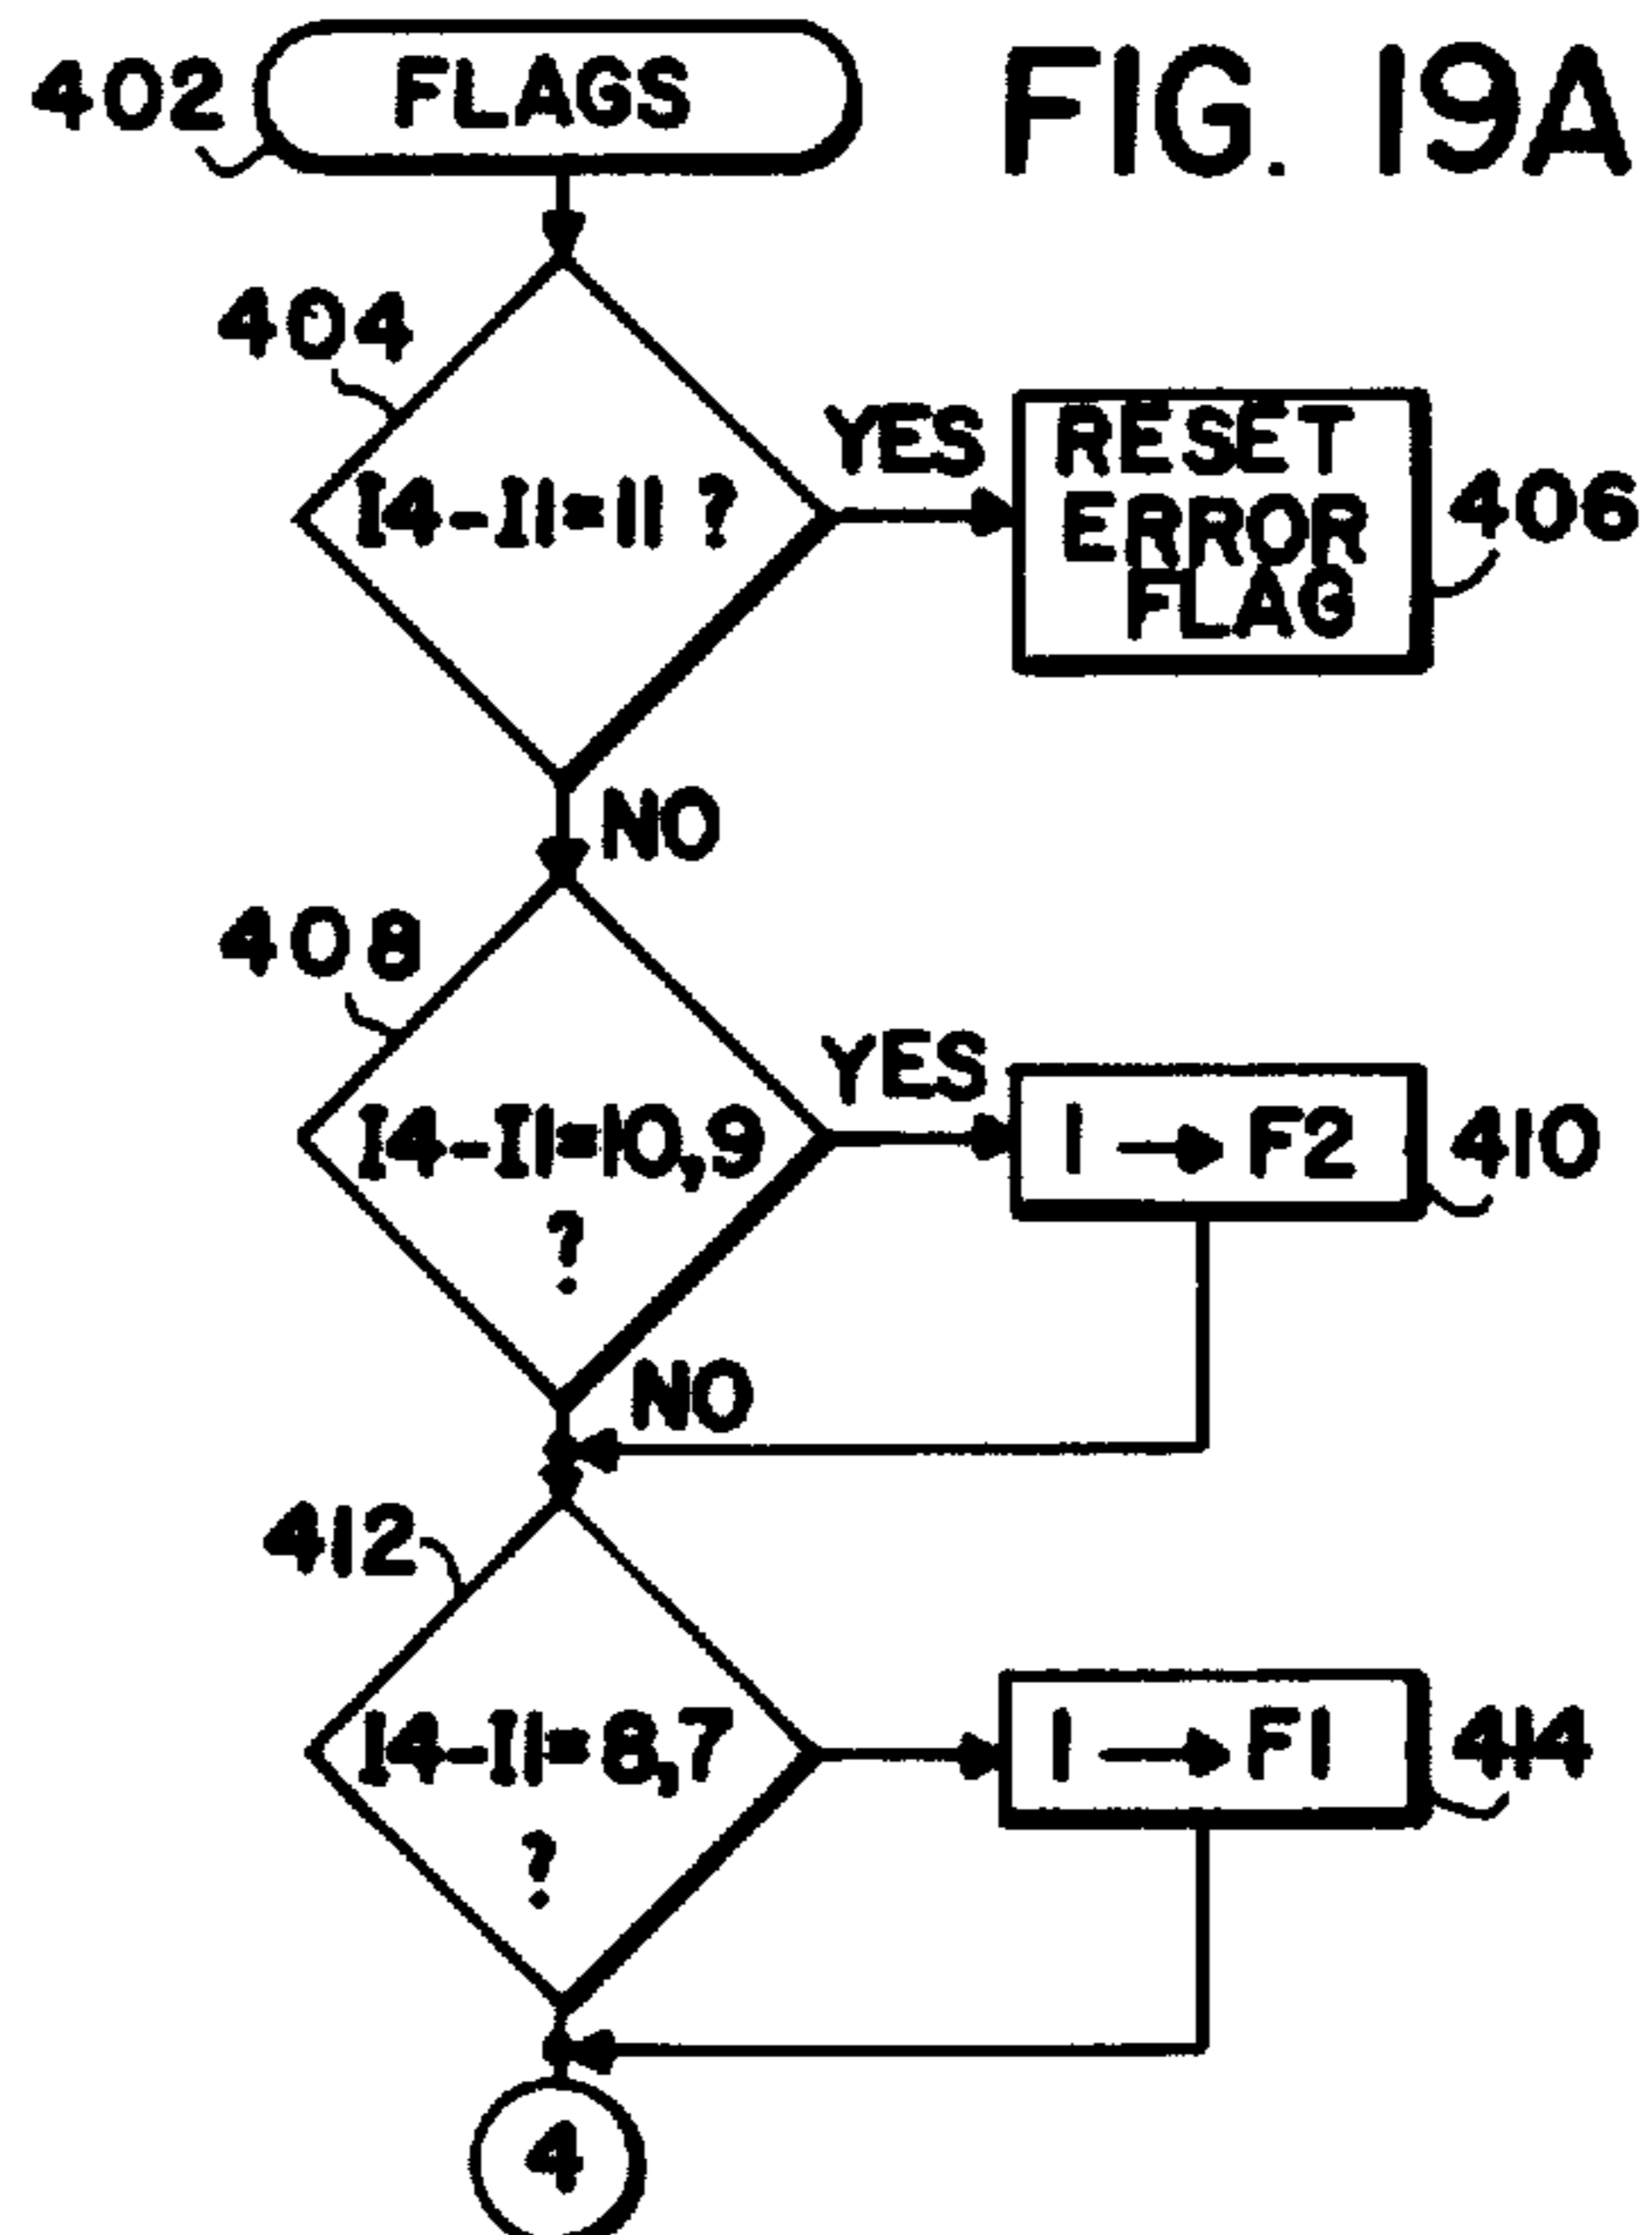 FIG. 19A
402
FLAGS
404
I4-I1=11 ?
YES
RESET
ERROR
FLAG
406
NO
408
I4-I1=10,9
?
YES
1 → F2
410
NO
412
I4-I1=8,7
?
1 → F1
414
4